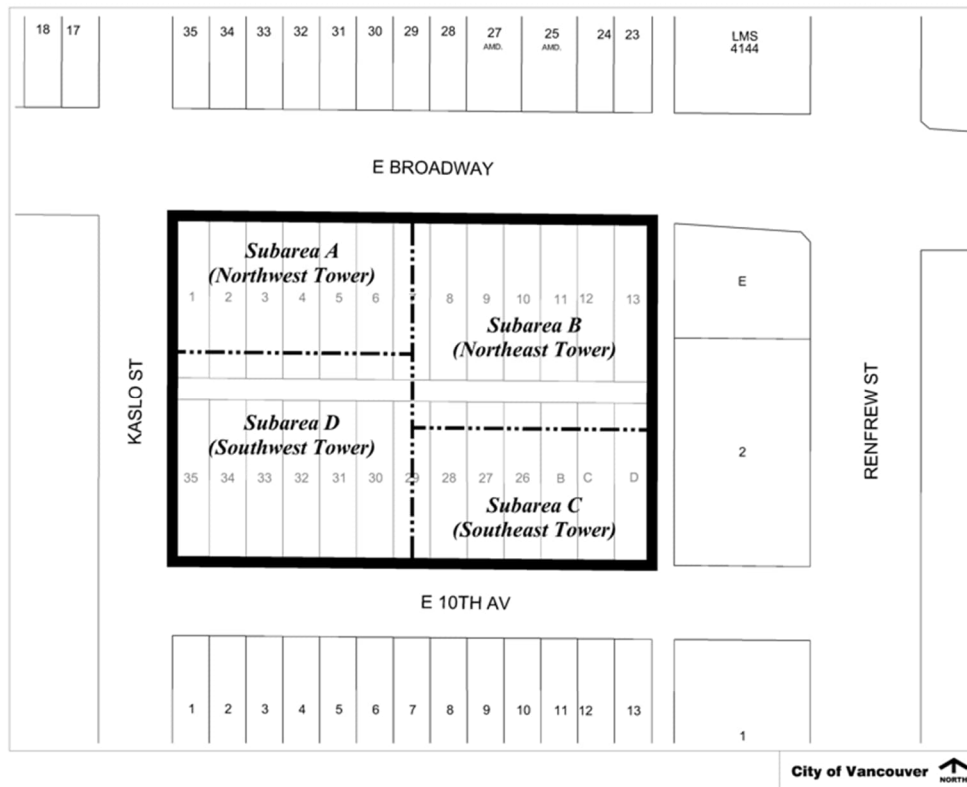 18 17 35 34 33 32 31 30 29 28 27 25 24 23 LMS
AMD. AMD. 4144
E BROADWAY
Subarea A
(Northwest Tower)
1 2 3 4 5 6 7 8 9 10 11 12 13
E
Subarea B
(Northeast Tower)
KASLO ST
RENFREW ST
Subarea D
(Southwest Tower)
2
35 34 33 32 31 30 29 28 27 26 B C D
Subarea C
(Southeast Tower)
E 10TH AV
1 2 3 4 5 6 7 8 9 10 11 12 13
1
City of Vancouver
NORTH